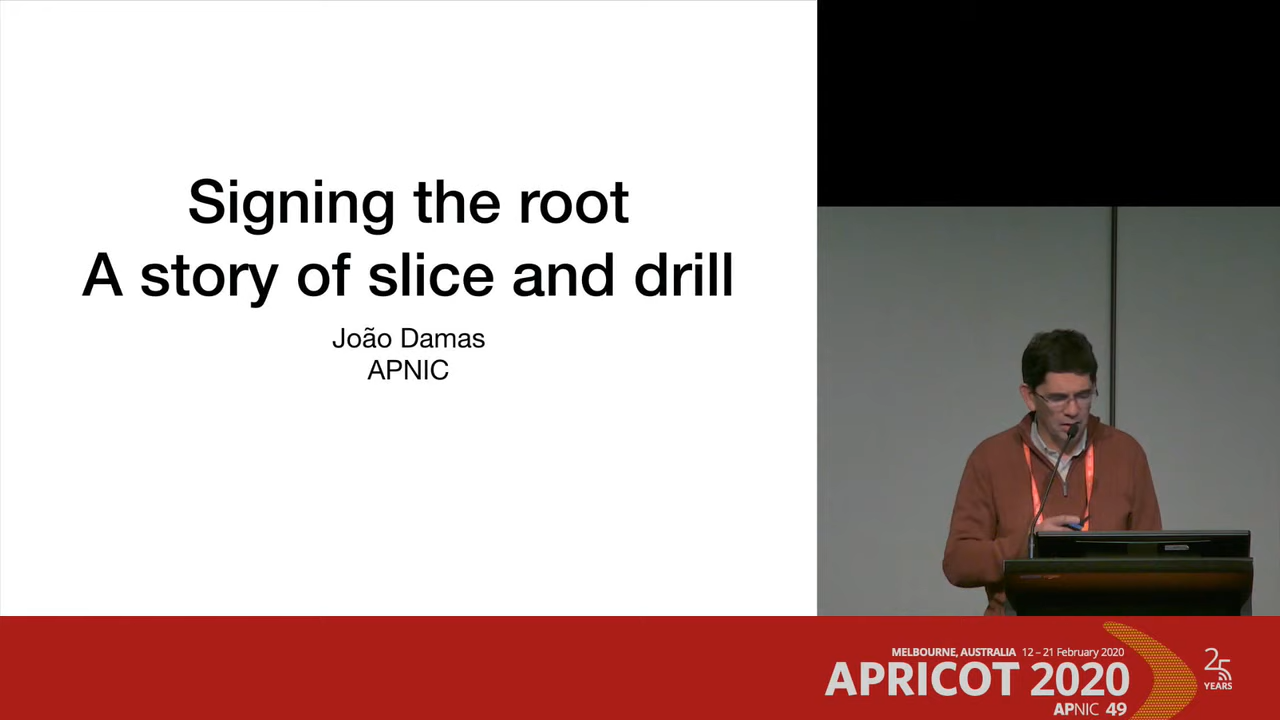 Signing the root
A story of slice and drill
João Damas
APNIC
MELBOURNE, AUSTRALIA 12 – 21 February 2020
APRICOT 2020
APNIC 49
25
YEARS